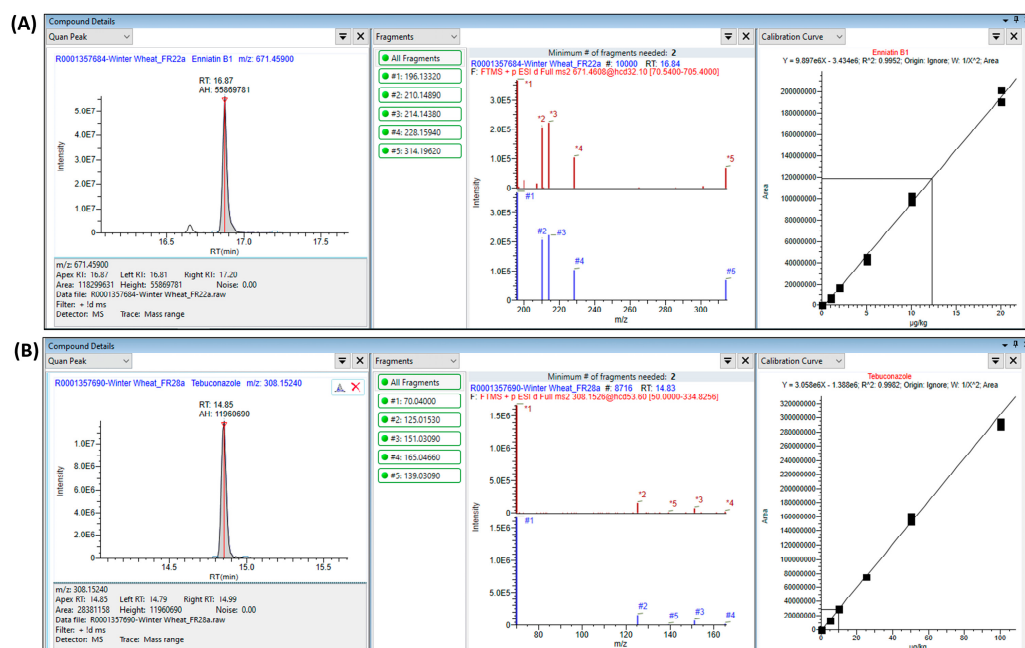 (A)
Compound Details
Quan Peak
Fragments
Calibration Curve
R0001357684-Winter Wheat_FR22a Enniatin B1 m/z: 671.45900
RT: 16.87
AH: 55869781
5.0E7
4.0E7
3.0E7
2.0E7
1.0E7
0
Intensity
16.5 17.0 17.5
RT(min)
m/z: 671.45900
Apex RT: 16.87 Left RT: 16.81 Right RT: 17.20
Area: 118299631 Height: 55869781 Noise: 0.00
Data file: R0001357684-Winter Wheat_FR22a.raw
Filter: + !d ms
Detector: MS Trace: Mass range
All Fragments
#1: 196.13320
#2: 210.14890
#3: 214.14380
#4: 228.15940
#5: 314.19620
Minimum # of fragments needed: 2
R0001357684-Winter Wheat_FR22a #: 10000 RT: 16.84
F: FTMS + p ESI d Full ms2 671.4608@hcd32.10 [70.5400-705.4000]
*1
*2 *3
*4
*5
3.0E5
2.0E5
1.0E5
0.0E0
Intensity
#1
#2 #3
#4
#5
3.0E5
2.0E5
1.0E5
0.0E0
200 220 240 260 280 300
m/z
Enniatin B1
Y = 9.897e6X - 3.434e6; R^2: 0.9952; Origin: Ignore; W: 1/X^2; Area
200000000
180000000
160000000
140000000
120000000
100000000
80000000
60000000
40000000
20000000
0
Area
0 5 10 15 20
µg/kg
(B)
Compound Details
Quan Peak
Fragments
Calibration Curve
R0001357690-Winter Wheat_FR28a Tebuconazole m/z: 308.15240
RT: 14.85
AH: 11960690
1.0E7
8.0E6
6.0E6
4.0E6
2.0E6
0
Intensity
14.5 15.0 15.5
RT(min)
m/z: 308.15240
Apex RT: 14.85 Left RT: 14.79 Right RT: 14.99
Area: 28381158 Height: 11960690 Noise: 0.00
Data file: R0001357690-Winter Wheat_FR28a.raw
Filter: + !d ms
Detector: MS Trace: Mass range
All Fragments
#1: 70.04000
#2: 125.01530
#3: 151.03090
#4: 165.04660
#5: 139.03090
Minimum # of fragments needed: 2
R0001357690-Winter Wheat_FR28a #: 8716 RT: 14.83
F: FTMS + p ESI d Full ms2 308.1526@hcd53.60 [50.0000-334.8256]
*1
*2 *5 *3 *4
1.5E6
1.0E6
5.0E5
0.0E0
Intensity
#1
#2 #5 #3 #4
1.5E6
1.0E6
5.0E5
0.0E0
80 100 120 140 160
m/z
Tebuconazole
Y = 3.058e6X - 1.388e6; R^2: 0.9982; Origin: Ignore; W: 1/X^2; Area
320000000
300000000
280000000
260000000
240000000
220000000
200000000
180000000
160000000
140000000
120000000
100000000
80000000
60000000
40000000
20000000
0
Area
0 20 40 60 80 100
µg/kg